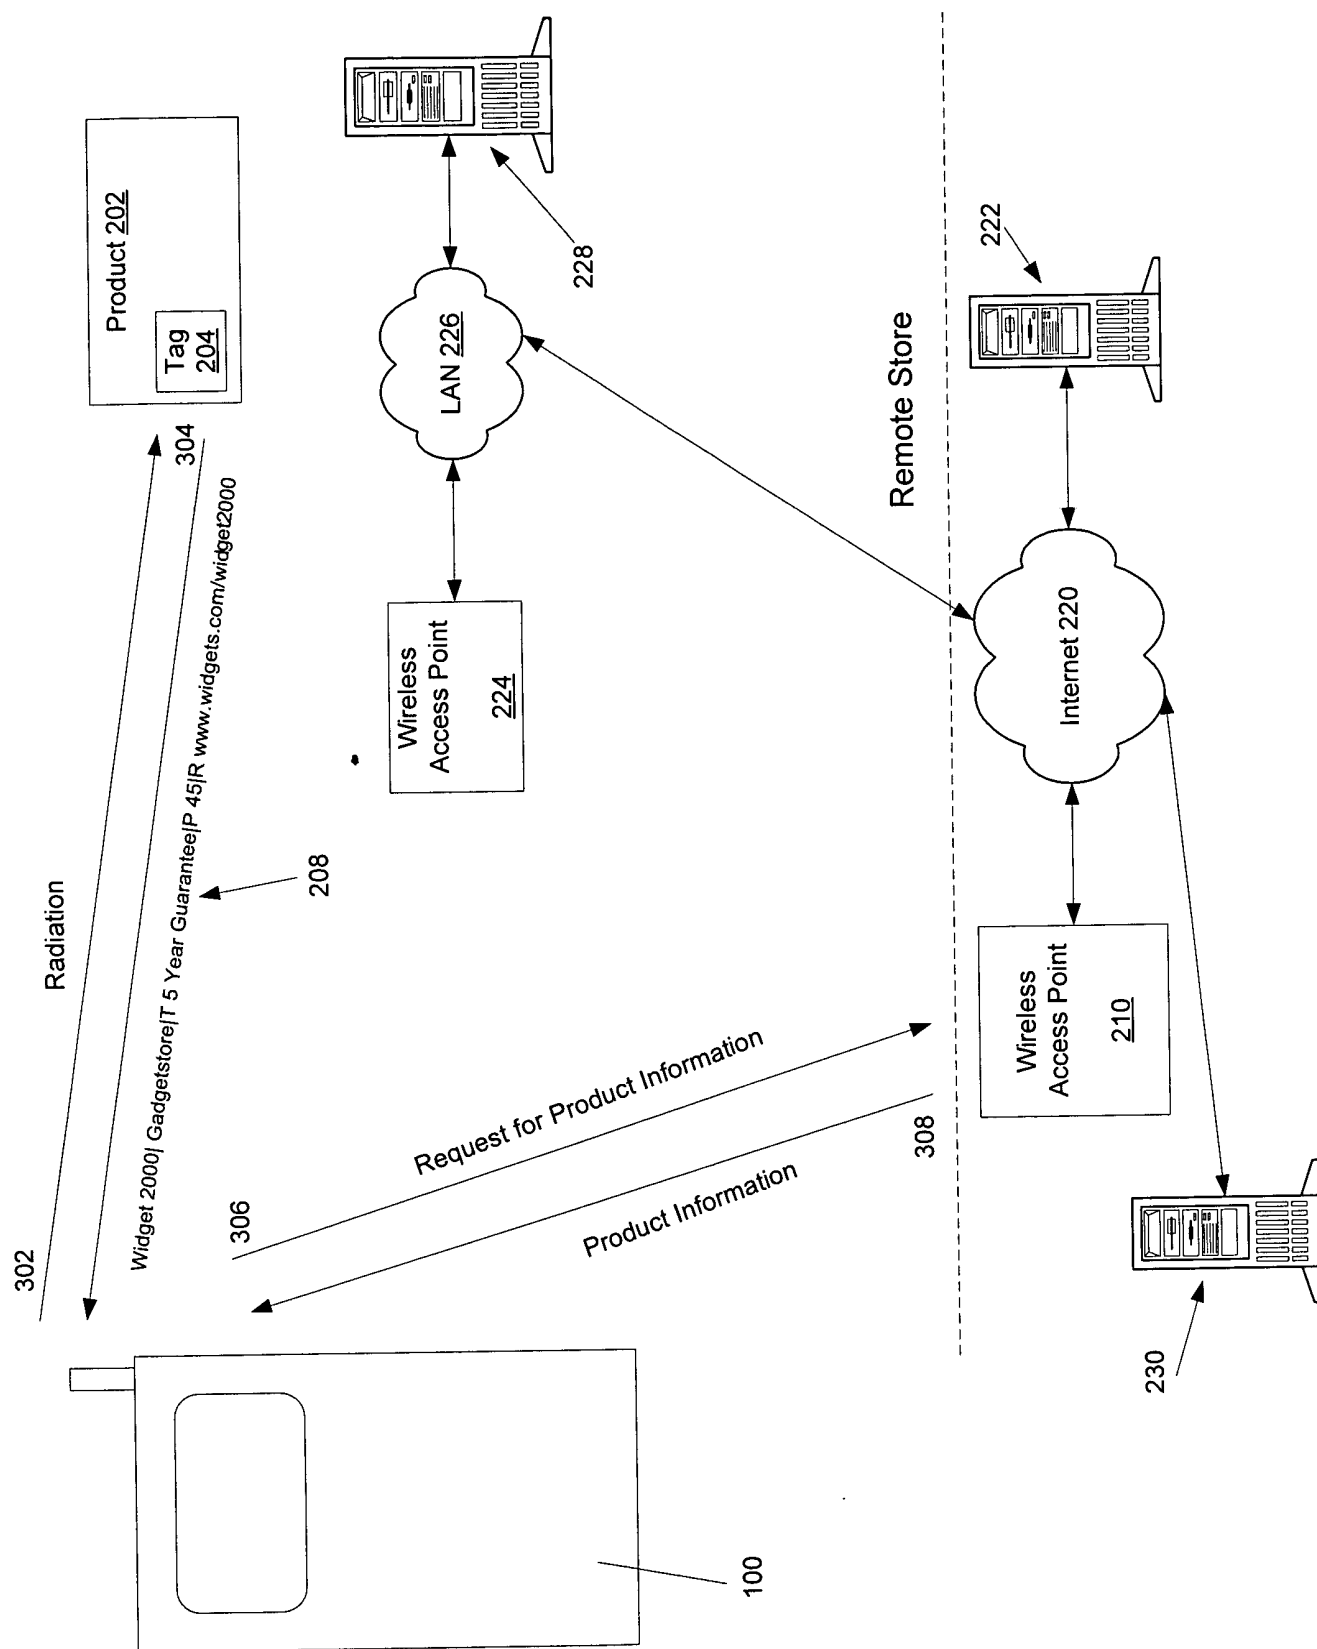 302
Radiation
304
Product 202
Tag
204
Widget 2000| Gadgetstore|T 5 Year Guarantee|P 45|R www.widgets.com/widget2000
208
306
Request for Product Information
Product Information
308
Wireless
Access Point
224
LAN 226
228
100
Remote Store
Wireless
Access Point
210
Internet 220
222
230